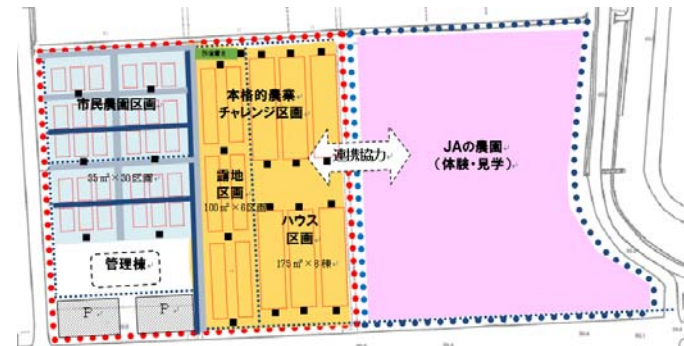 市民農園区画
35㎡×30区画
管理棟
P
P
本格的農業
チャレンジ区画
露地
区画
100㎡×6区画
ハウス
区画
175㎡×8棟
連携協力
JAの農園
(体験・見学)